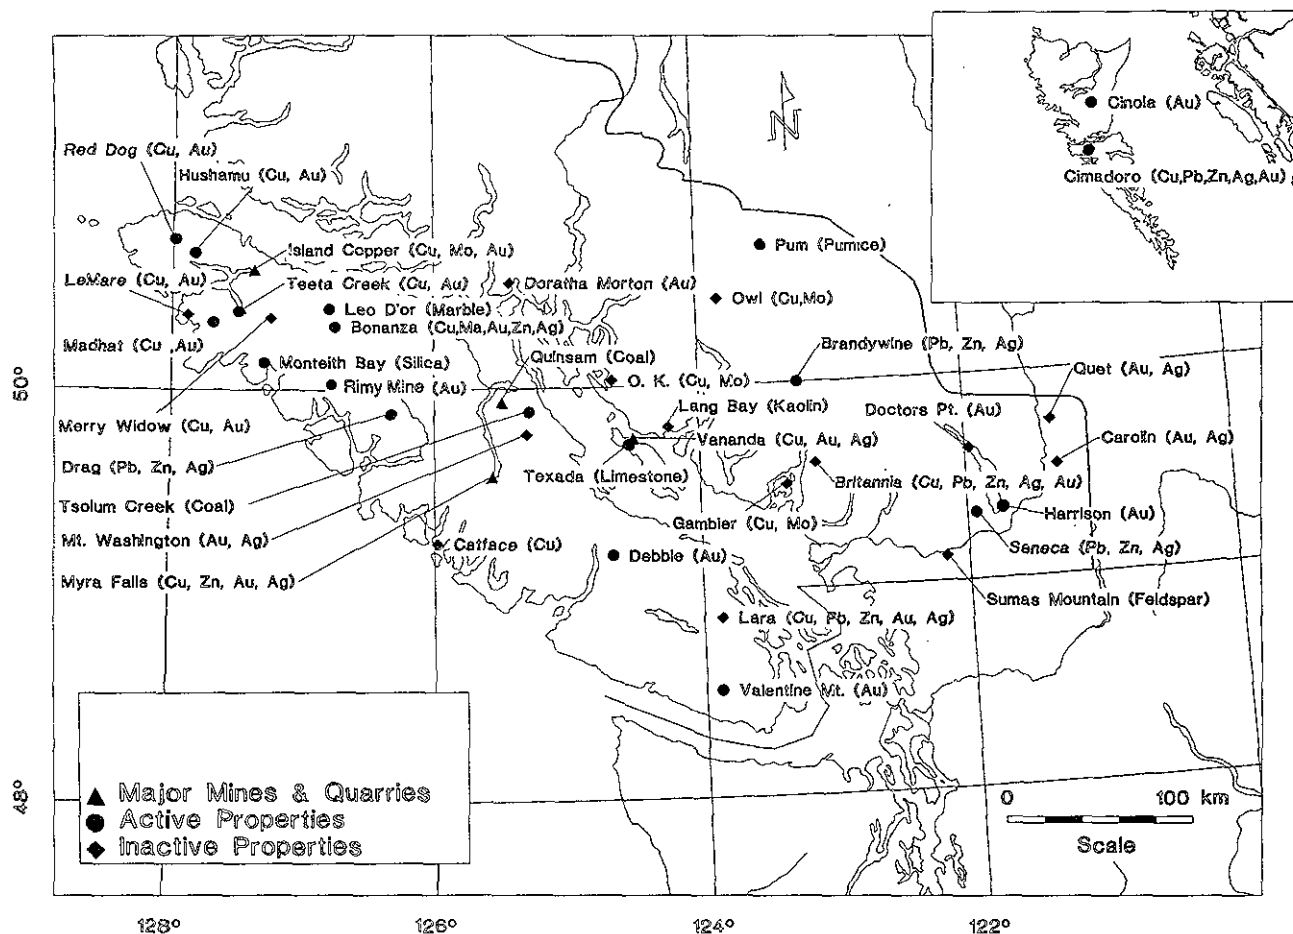 Cinola (Au)
Cimadoro (Cu,Pb,Zn,Ag,Au)
N
Red Dog (Cu, Au)
Hushamu (Cu, Au)
Island Copper (Cu, Mo, Au)
Pum (Pumice)
LeMare (Cu, Au)
Teeta Creek (Cu, Au)
Doratha Morton (Au)
Owl (Cu,Mo)
Leo D'or (Marble)
Bonanza (Cu,Ma,Au,Zn,Ag)
Madhat (Cu, Au)
Brandywine (Pb, Zn, Ag)
Quinsam (Coal)
Monteith Bay (Silica)
Quet (Au, Ag)
50°
Rimy Mine (Au)
O. K. (Cu, Mo)
Lang Bay (Kaolin)
Doctors Pt. (Au)
Merry Widow (Cu, Au)
Vananda (Cu, Au, Ag)
Carolin (Au, Ag)
Drag (Pb, Zn, Ag)
Texada (Limestone)
Britannia (Cu, Pb, Zn, Ag, Au)
Tsolum Creek (Coal)
Gambier (Cu, Mo)
Harrison (Au)
Mt. Washington (Au, Ag)
Catface (Cu)
Seneca (Pb, Zn, Ag)
Debbie (Au)
Myra Falls (Cu, Zn, Au, Ag)
Sumas Mountain (Feldspar)
Lara (Cu, Pb, Zn, Au, Ag)
Valentine Mt. (Au)
48°
Major Mines & Quarries
Active Properties
Inactive Properties
0 100 km
Scale
128° 126° 124° 122°